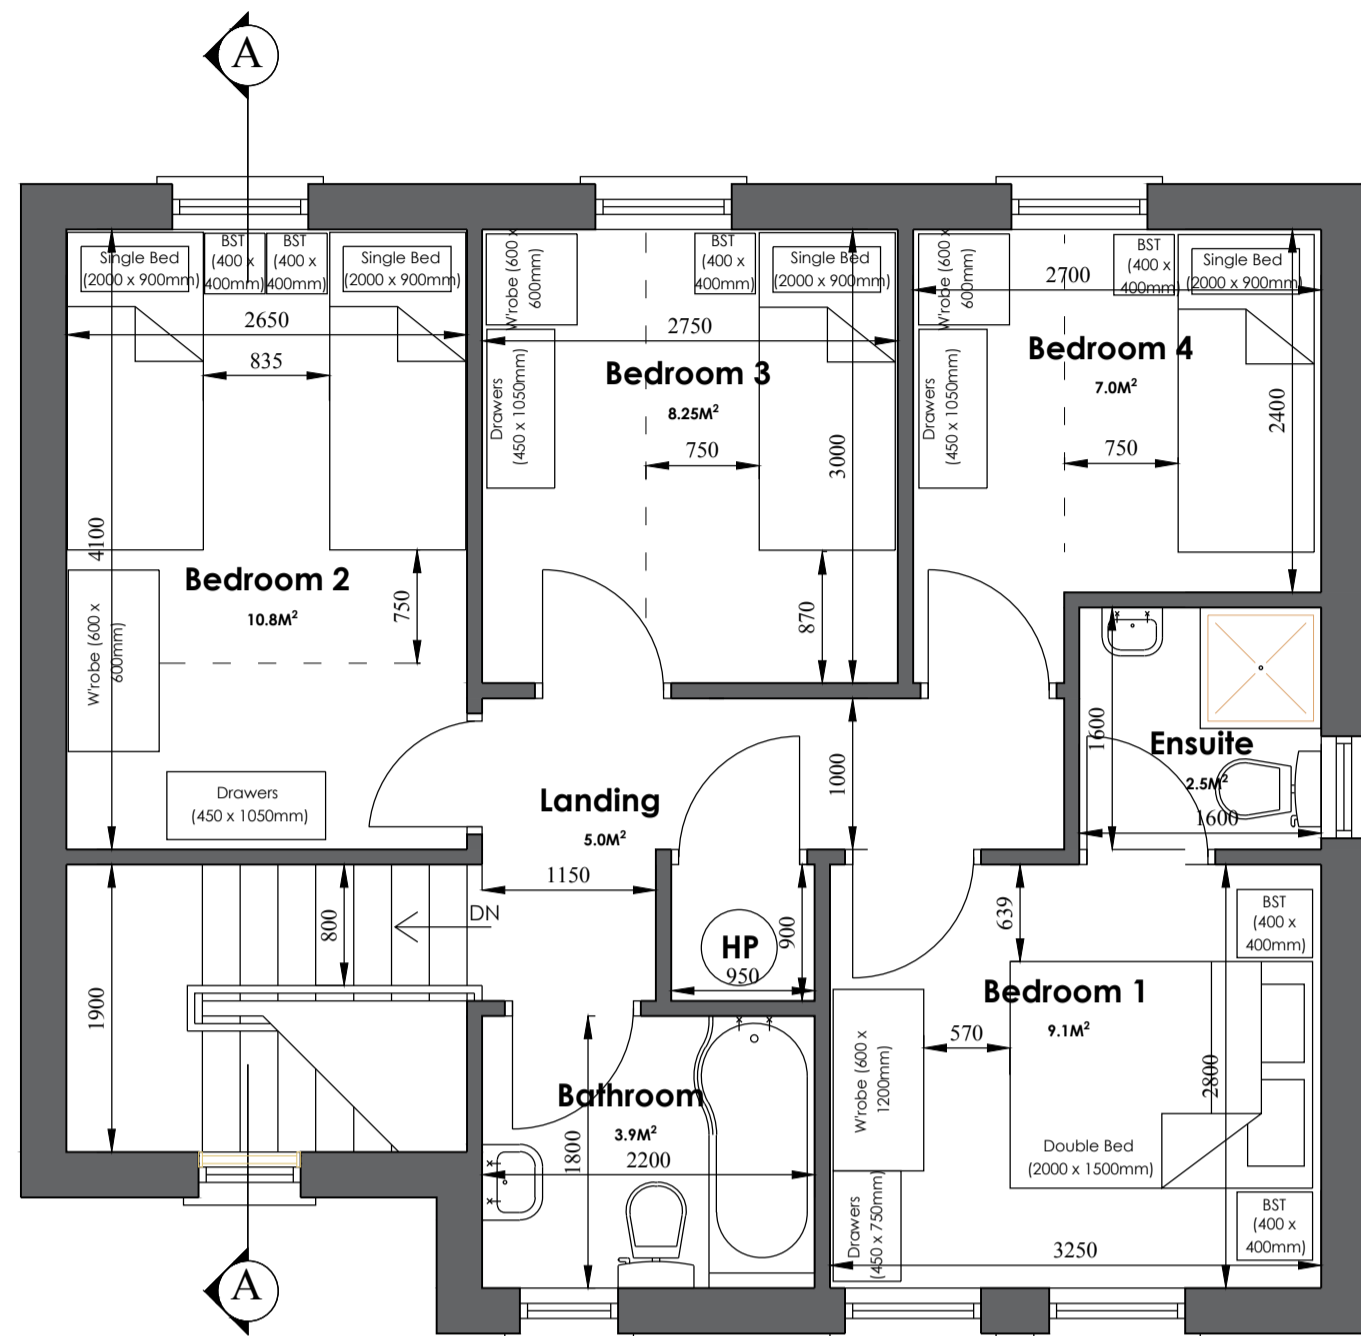 A
Single Bed
(2000 x 900mm)
BST
(400 x
400mm)
BST
(400 x
400mm)
Single Bed
(2000 x 900mm)
2650
835
4100
Bedroom 2
10.8M²
750
W'robe (600 x
600mm)
Drawers
(450 x 1050mm)
W'robe (600 x
600mm)
BST
(400 x
400mm)
Single Bed
(2000 x 900mm)
2750
Bedroom 3
8.25M²
Drawers
(450 x 1050mm)
750
3000
870
W'robe (600 x
600mm)
BST
(400 x
400mm)
Single Bed
(2000 x 900mm)
2700
Bedroom 4
7.0M²
Drawers
(450 x 1050mm)
750
2400
1600
Ensuite
2.5M²
1600
Landing
5.0M²
1000
1150
DN
800
1900
HP
900
950
639
BST
(400 x
400mm)
Bedroom 1
9.1M²
570
W'robe (600 x
1200mm)
2800
Double Bed
(2000 x 1500mm)
Drawers
(450 x 750mm)
BST
(400 x
400mm)
3250
Bathroom
3.9M²
1800
2200
A